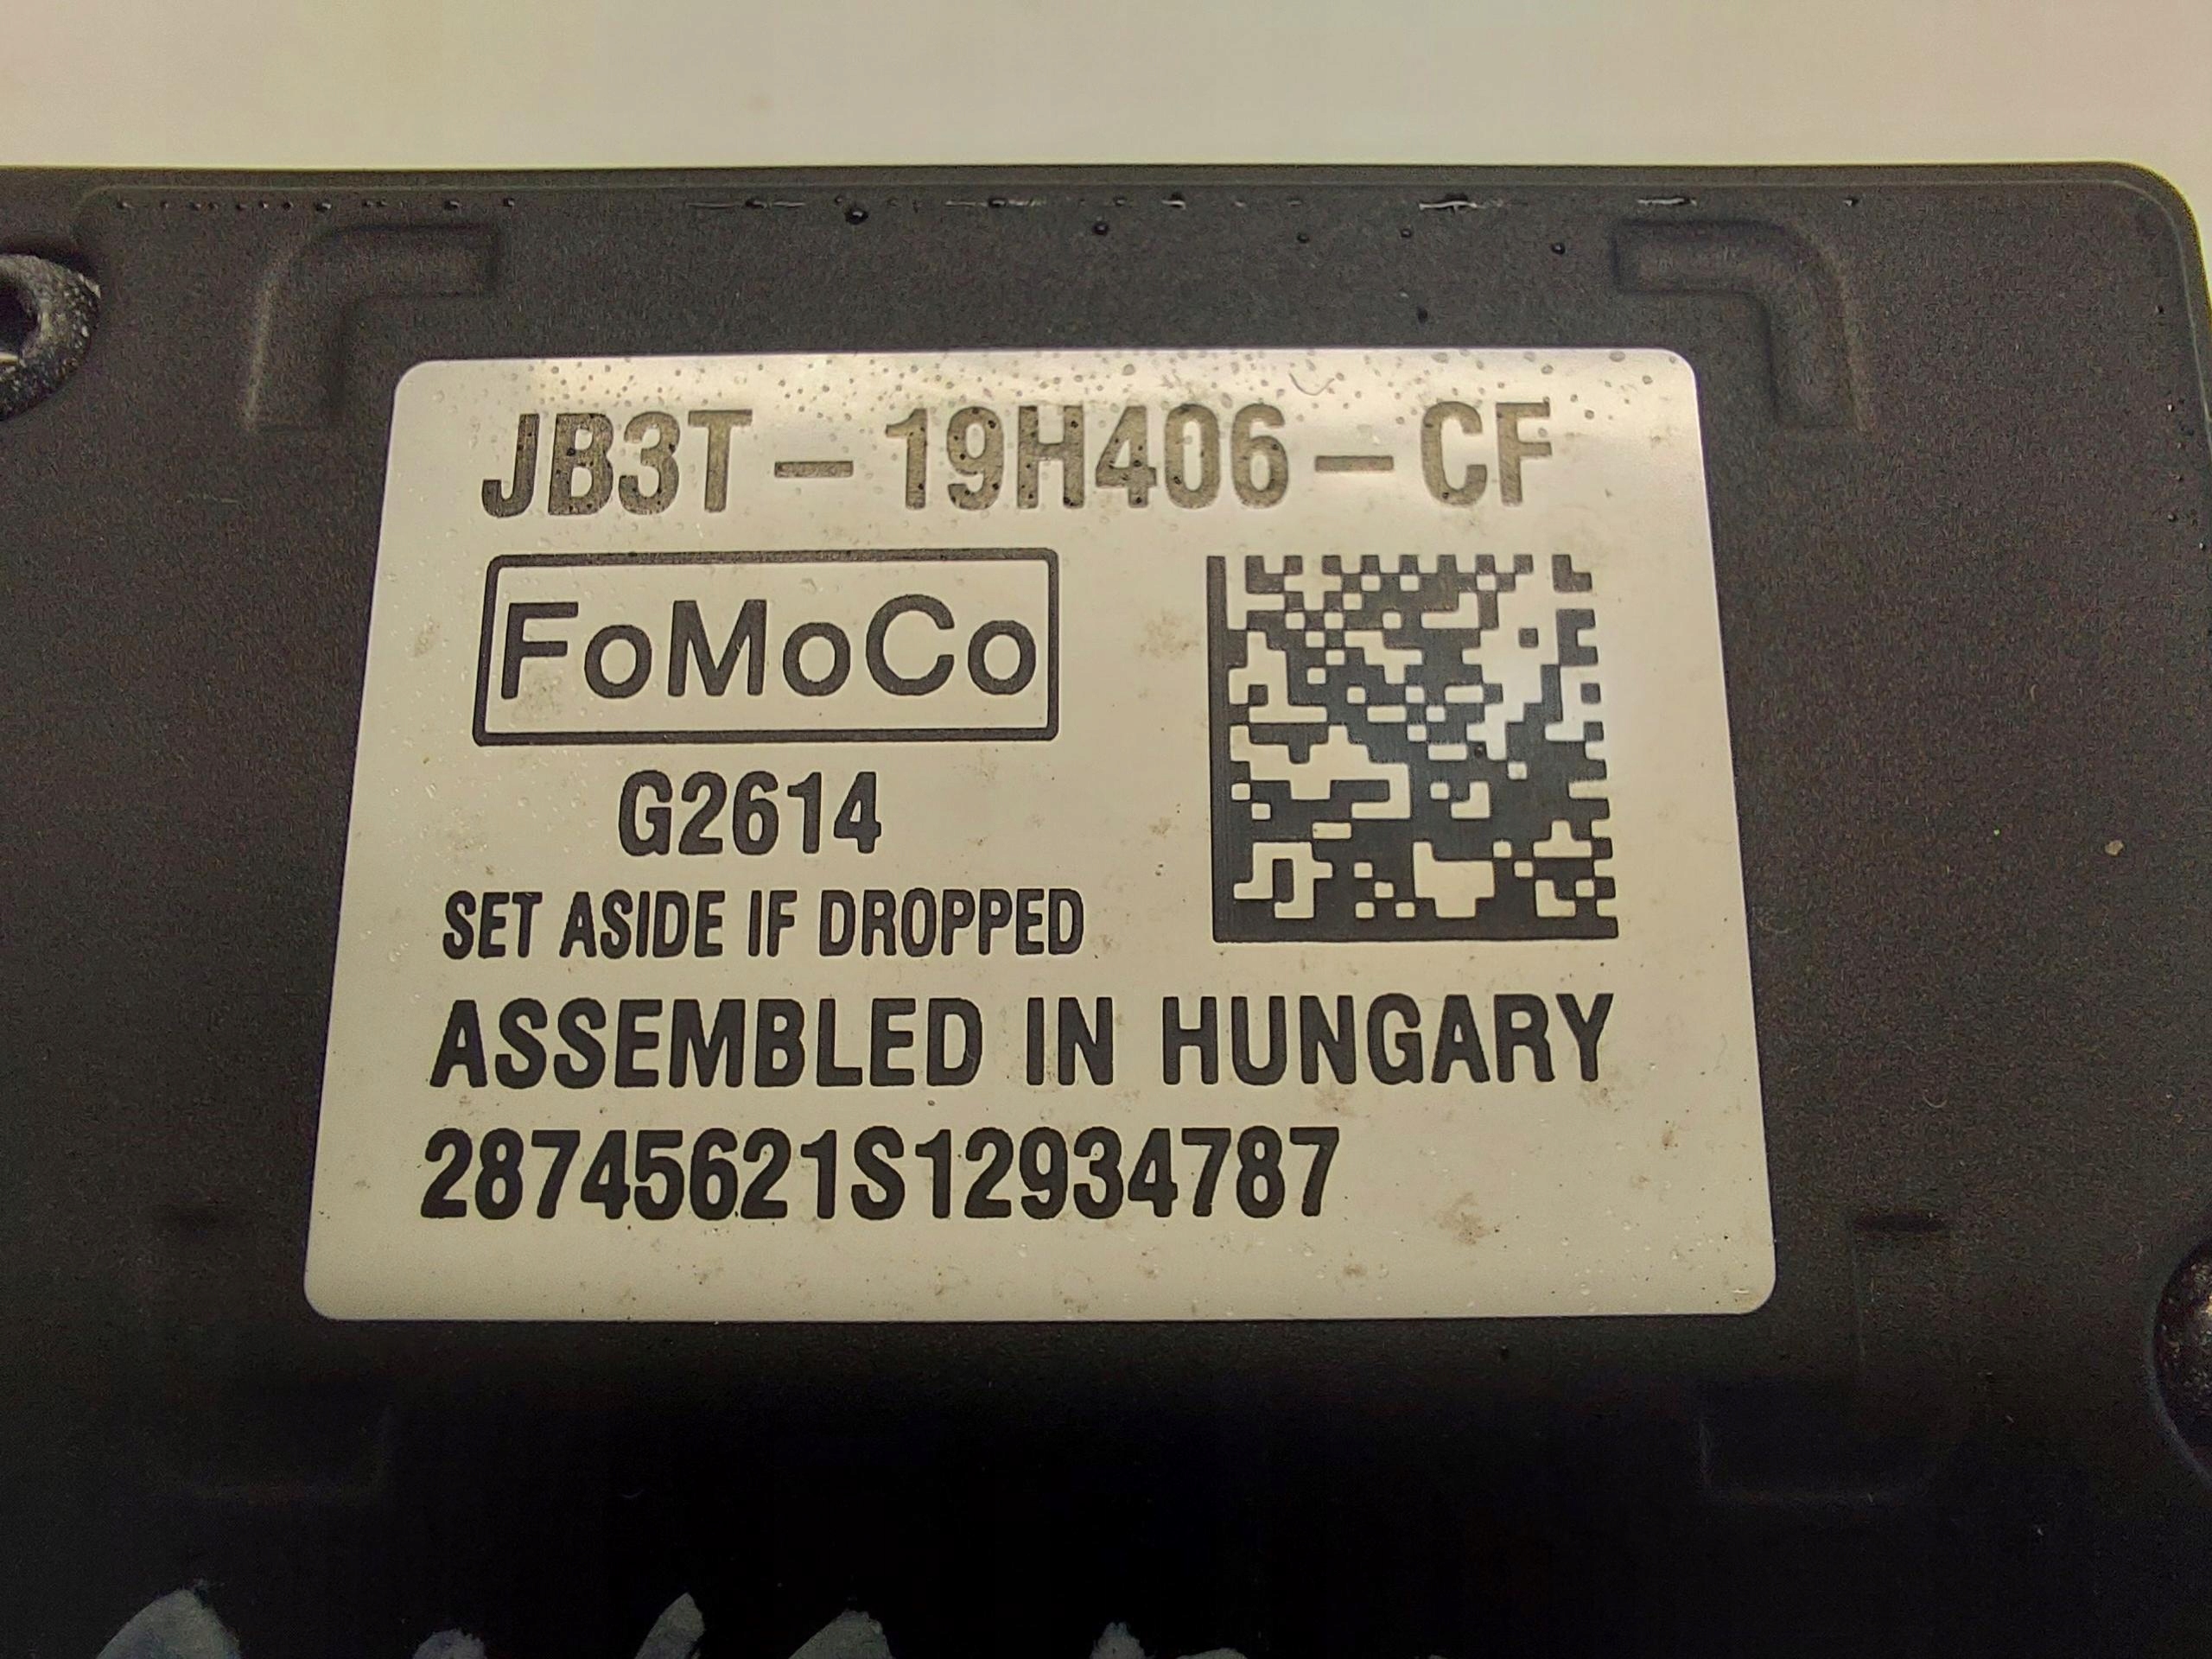 JB3T-19H406-CF
FoMoCo
G2614
SET ASIDE IF DROPPED
ASSEMBLED IN HUNGARY
28745621S12934787